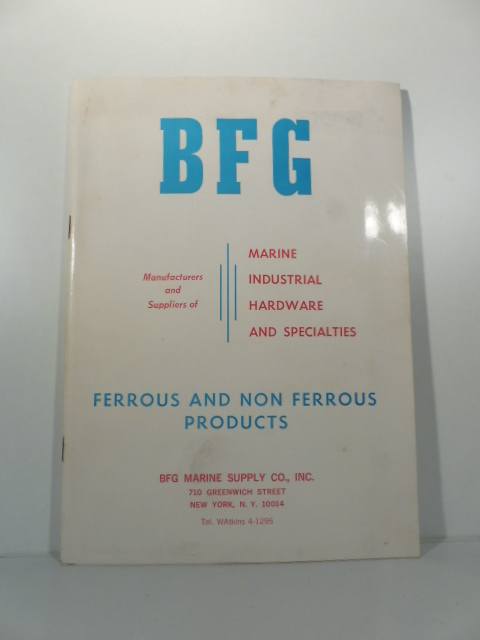 BFG
Manufacturers
and
Suppliers of
MARINE
INDUSTRIAL
HARDWARE
AND SPECIALTIES
FERROUS AND NON FERROUS
PRODUCTS
BFG MARINE SUPPLY CO., INC.
710 GREENWICH STREET
NEW YORK, N. Y. 10014
Tel. WAtkins 4-1295